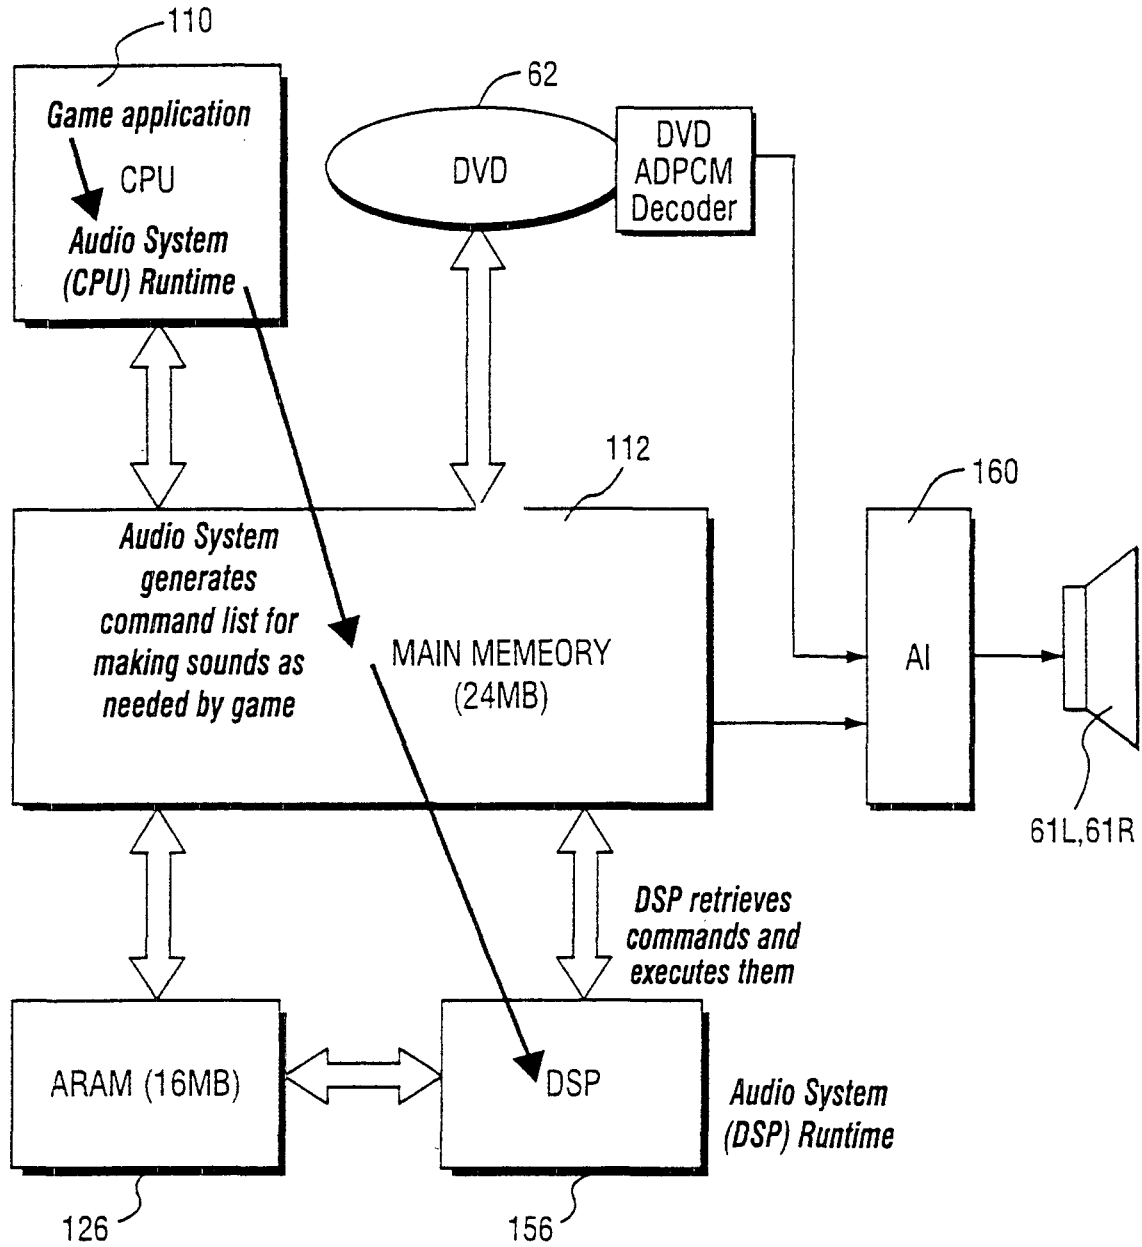 110
Game application
CPU
Audio System
(CPU) Runtime
62
DVD
DVD
ADPCM
Decoder
112
Audio System
generates
command list for
making sounds as
needed by game
MAIN MEMEORY
(24MB)
160
AI
61L,61R
DSP retrieves
commands and
executes them
ARAM (16MB)
DSP
Audio System
(DSP) Runtime
126
156